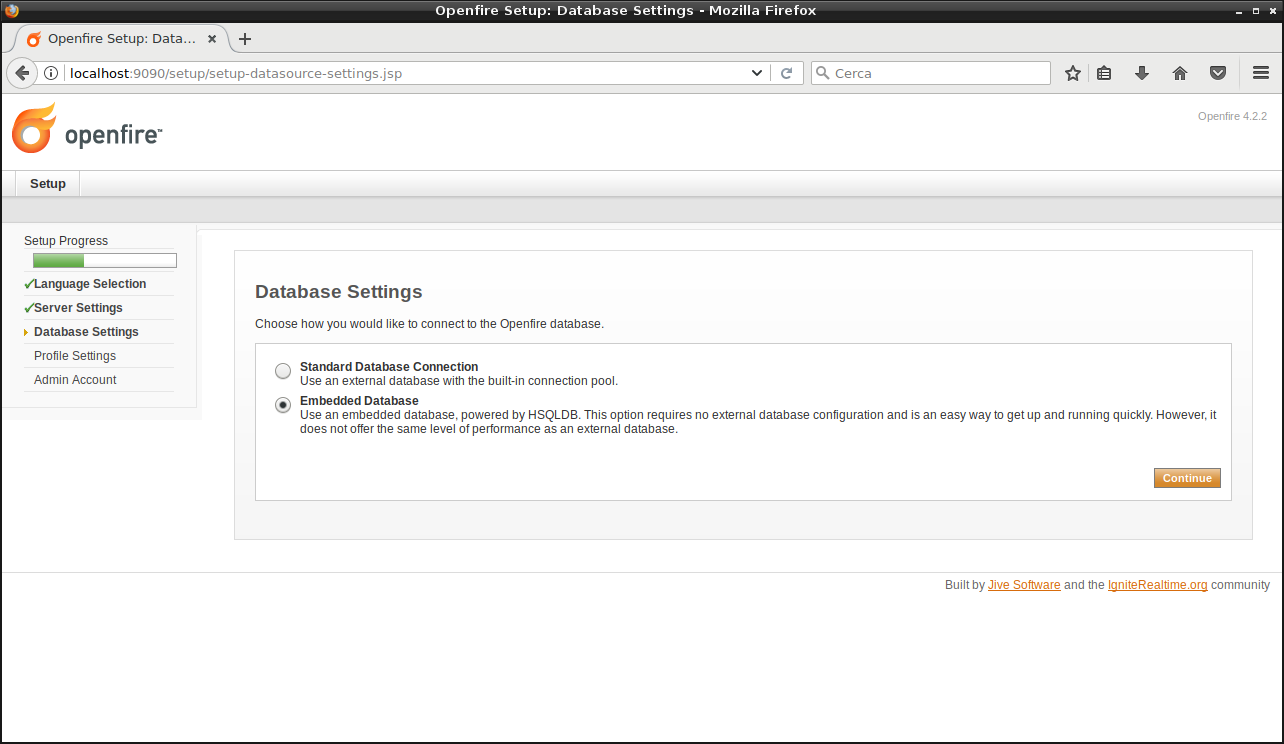 Openfire Setup: Database Settings - Mozilla Firefox
Openfire Setup: Data...
localhost:9090/setup/setup-datasource-settings.jsp
Cerca
openfire™
Openfire 4.2.2
Setup
Setup Progress
Language Selection
Server Settings
Database Settings
Profile Settings
Admin Account
Database Settings
Choose how you would like to connect to the Openfire database.
Standard Database Connection
Use an external database with the built-in connection pool.
Embedded Database
Use an embedded database, powered by HSQLDB. This option requires no external database configuration and is an easy way to get up and running quickly. However, it
does not offer the same level of performance as an external database.
Continue
Built by Jive Software and the IgniteRealtime.org community